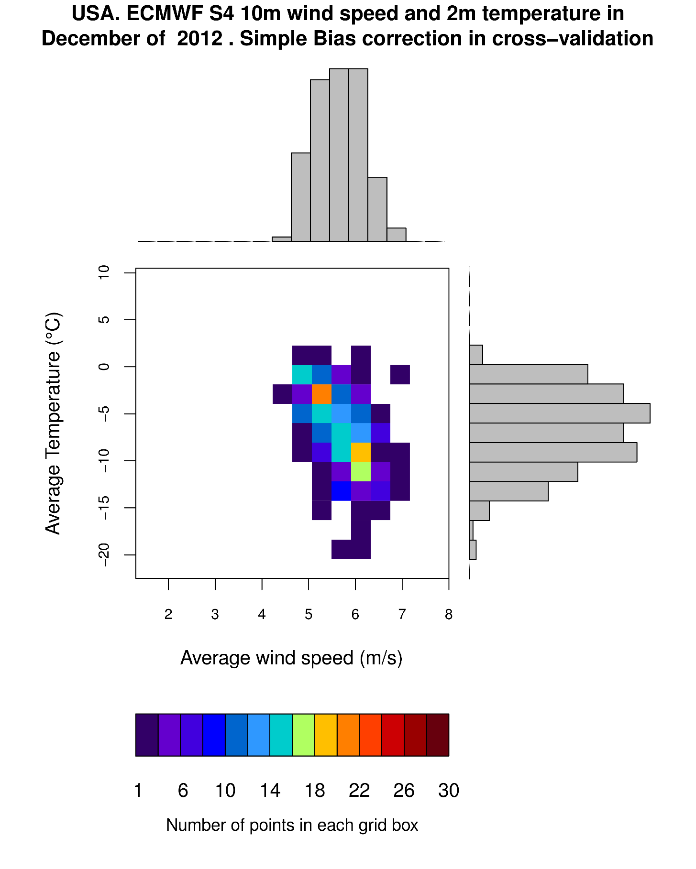 USA. ECMWF S4 10m wind speed and 2m temperature in
December of  2012 . Simple Bias correction in cross−validation
10
5
0
−5
−10
−15
−20
Average Temperature (°C)
2 3 4 5 6 7 8
Average wind speed (m/s)
1 6 10 14 18 22 26 30
Number of points in each grid box